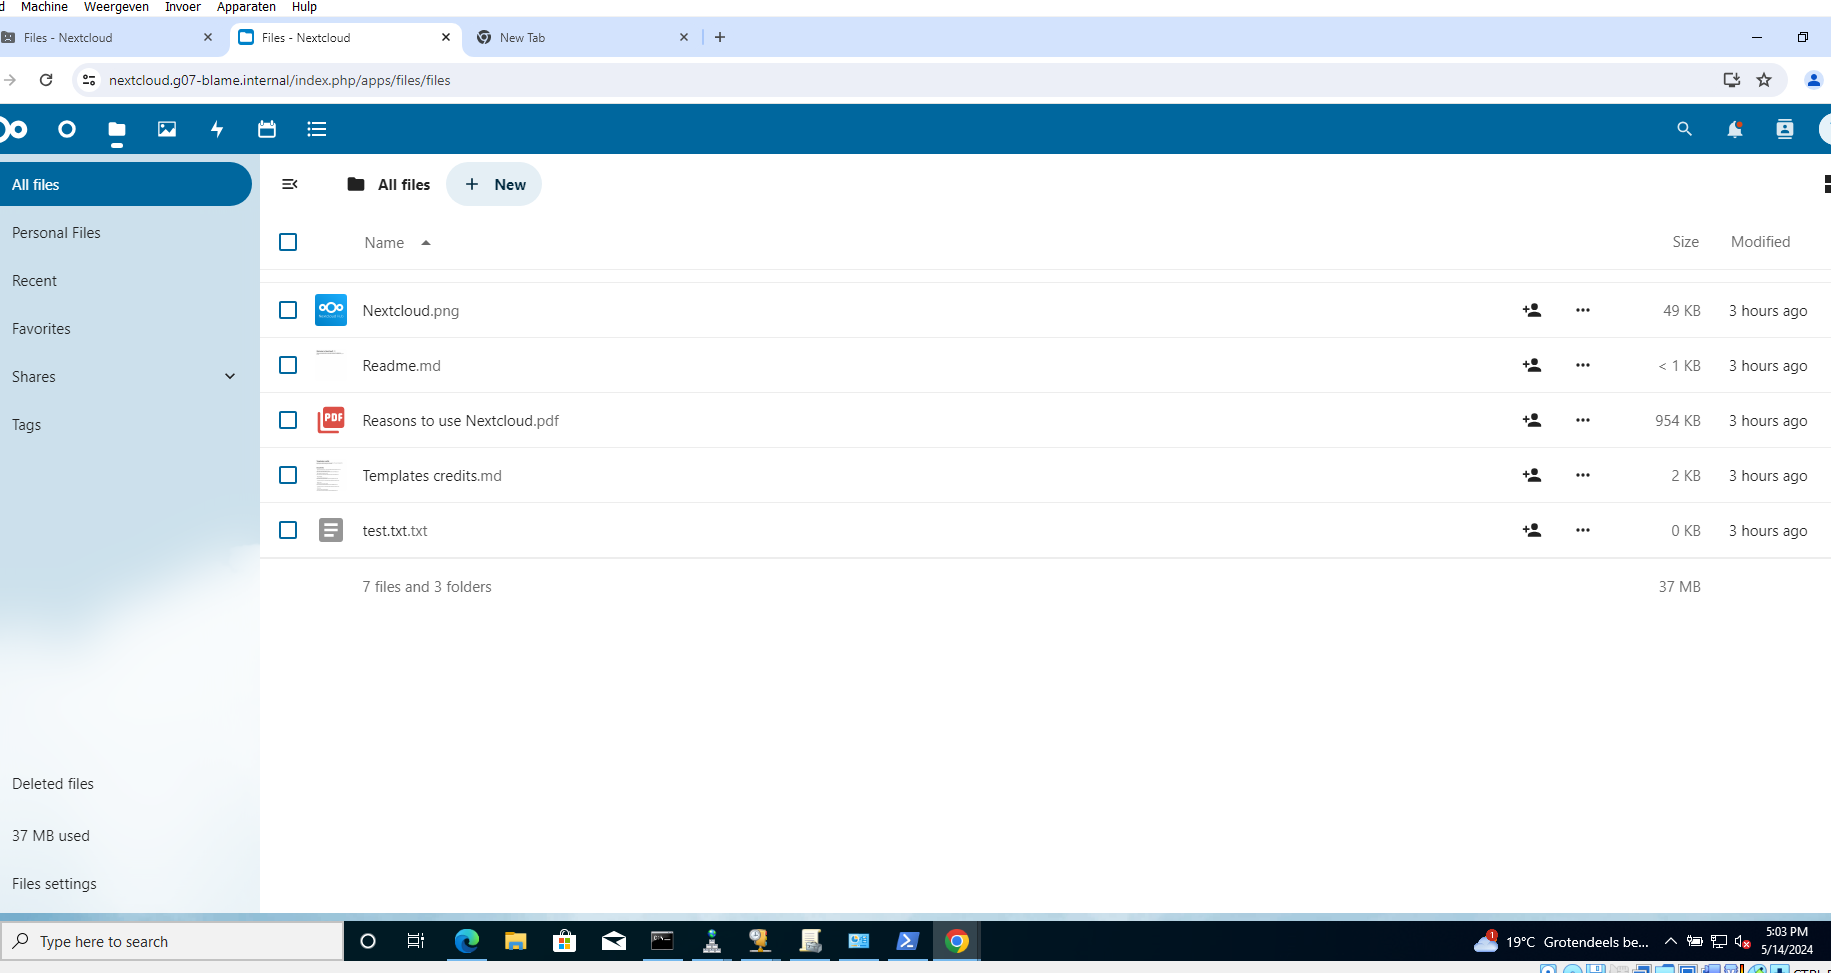 d Machine Weergeven Invoer Apparaten Hulp
Files - Nextcloud Files - Nextcloud New Tab
nextcloud.g07-blame.internal/index.php/apps/files/files
All files
All files + New
Personal Files
Name Size Modified
Recent
Nextcloud.png 49 KB 3 hours ago
Favorites
Readme.md < 1 KB 3 hours ago
Shares
PDF Reasons to use Nextcloud.pdf 954 KB 3 hours ago
Tags
Templates credits.md 2 KB 3 hours ago
test.txt.txt 0 KB 3 hours ago
7 files and 3 folders 37 MB
Deleted files
37 MB used
Files settings
Type here to search
1 19°C Grotendeels be... 5:03 PM
5/14/2024